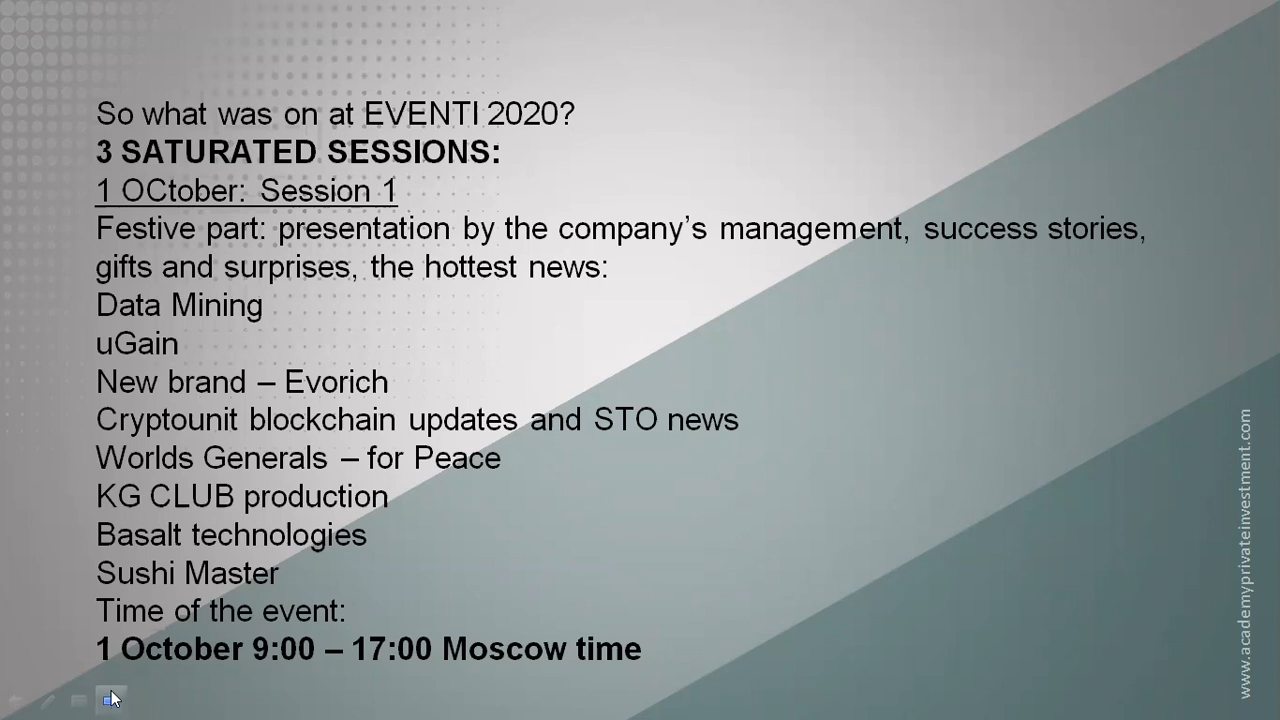 So what was on at EVENTI 2020?
3 SATURATED SESSIONS:
1 OCtober: Session 1
Festive part: presentation by the company’s management, success stories,
gifts and surprises, the hottest news:
Data Mining
uGain
New brand – Evorich
Cryptounit blockchain updates and STO news
Worlds Generals – for Peace
KG CLUB production
Basalt technologies
Sushi Master
Time of the event:
1 October 9:00 – 17:00 Moscow time
www.academyprivateinvestment.com